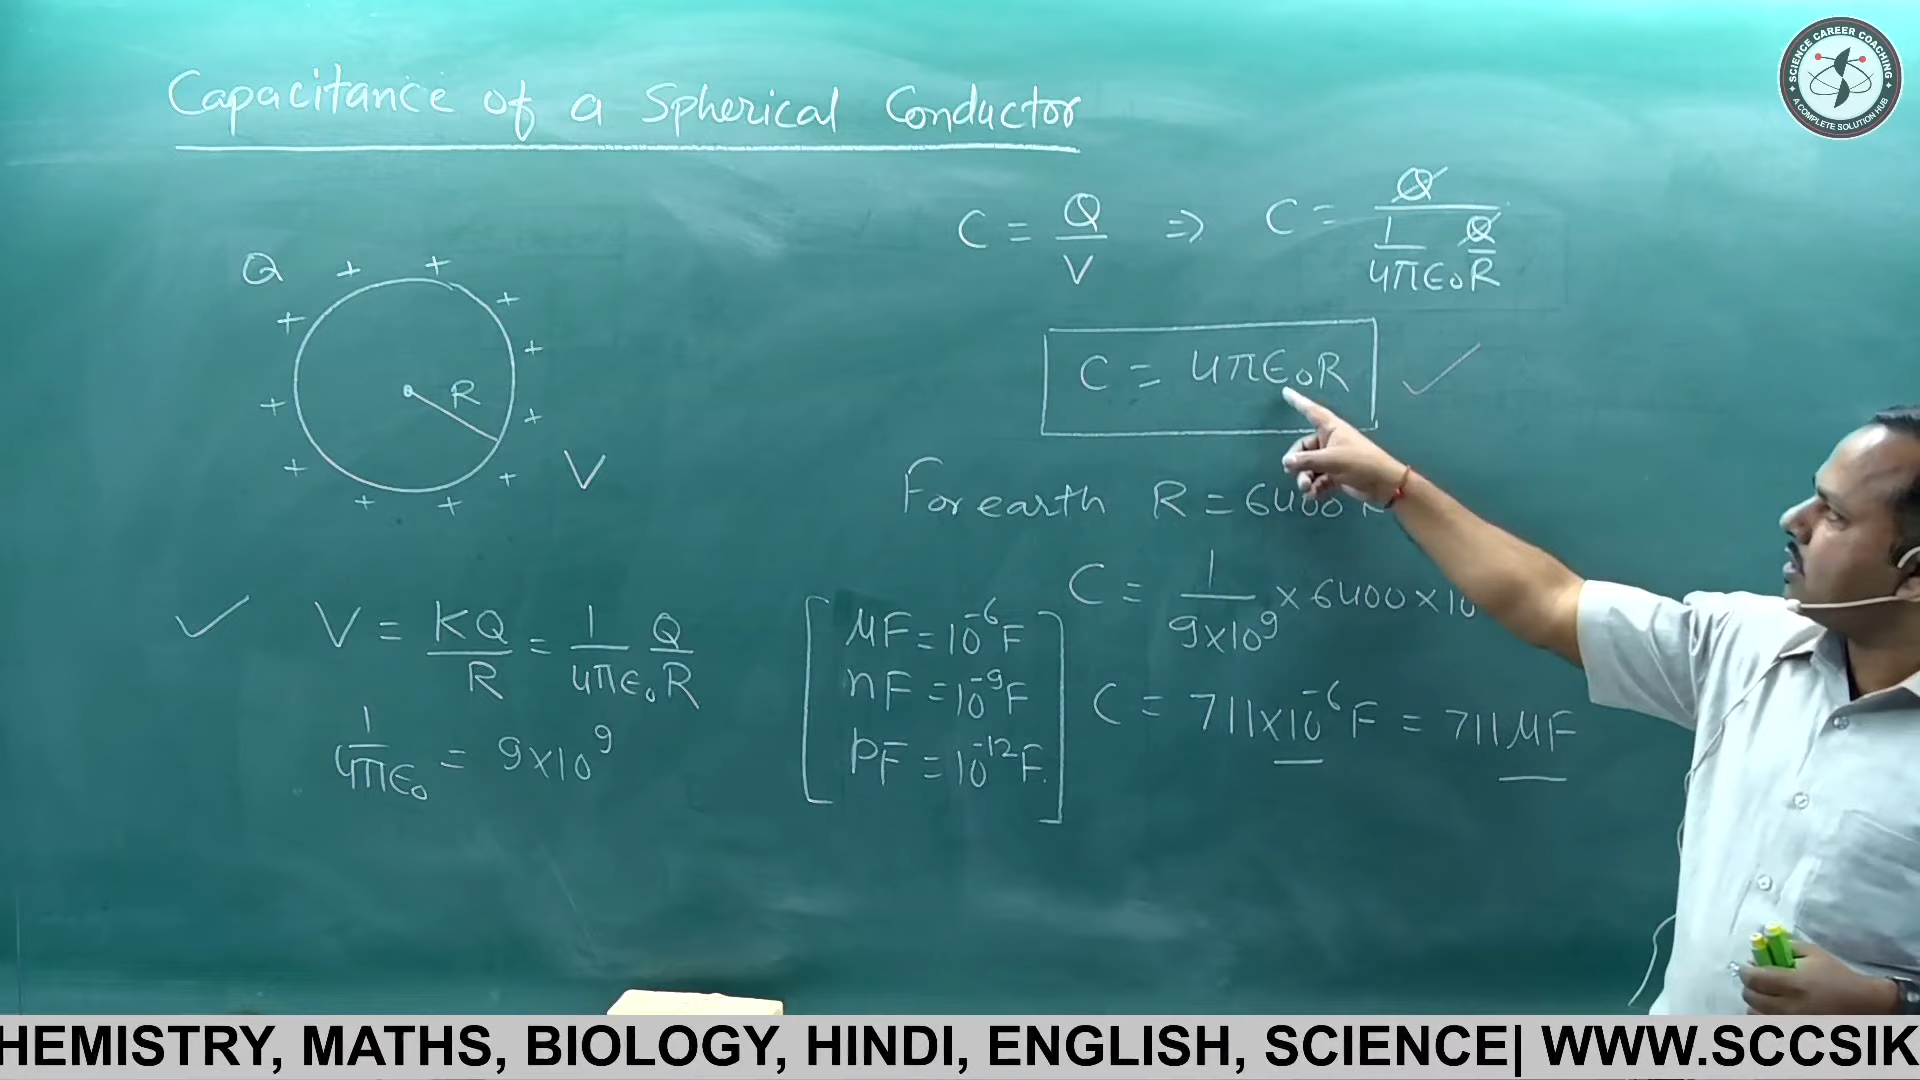 Capacitance of a Spherical Conductor
C = Q/V ⇒ C = Q/(1/4πϵ₀ Q/R)
Q
+ + + + + + + + + + + +
R
V
C = 4πϵ₀R ✓
For earth R = 6400
C = 1/9×10⁹ × 6400×10
✓ V = KQ/R = 1/4πϵ₀ Q/R
1/4πϵ₀ = 9×10⁹
[ μF = 10⁻⁶F
nF = 10⁻⁹F
PF = 10⁻¹²F. ]
C = 711×10⁻⁶F = 711 μF
SCIENCE CAREER COACHING
A COMPLETE SOLUTION HUB
HEMISTRY, MATHS, BIOLOGY, HINDI, ENGLISH, SCIENCE| WWW.SCCSIK